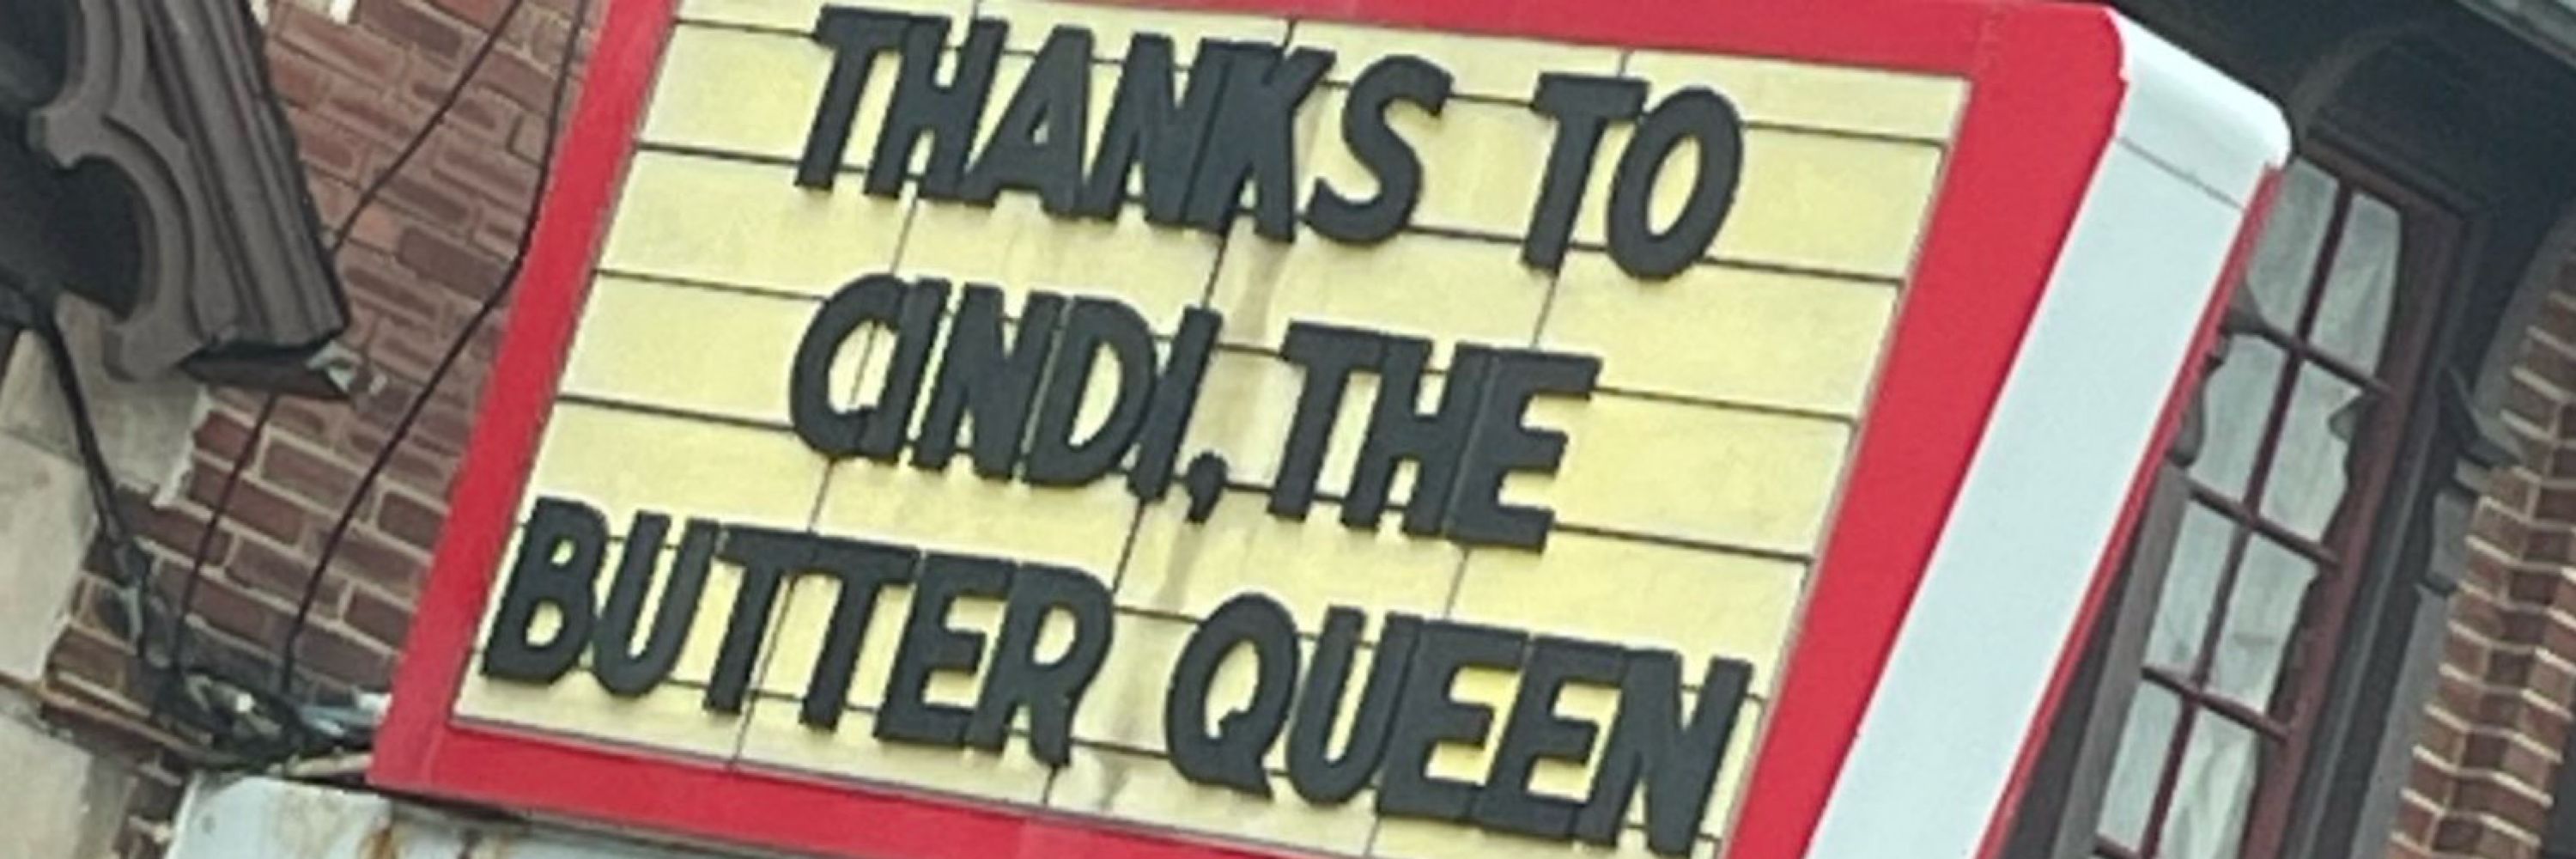 THANKS TO
CINDI, THE
BUTTER QUEEN